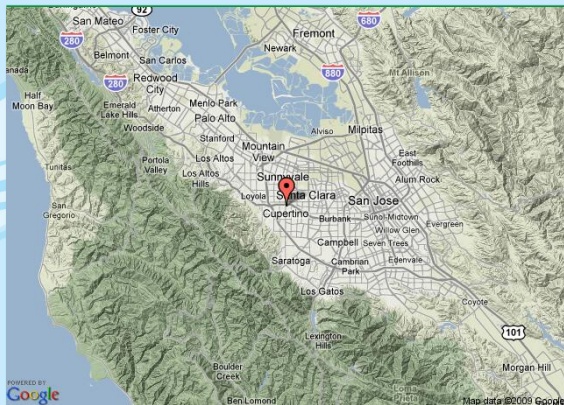 92
San Mateo
Foster City
680
Fremont
280
Belmont
San Carlos
Newark
880
Mt Allison
Redwood
City
280
Half
Moon Bay
Emerald
Lake Hills
Atherton
Menlo Park
Palo Alto
Woodside
Stanford
Alviso
Milpitas
Mountain
View
Tunitas
Portola
Valley
Los Altos
East
Foothills
Los Altos
Hills
Sunnyvale
Alum Rock
Loyola
Santa Clara
San Jose
San
Gregorio
Cupertino
Burbank
Sunol-Midtown
Willow Glen
Evergreen
Campbell
Seven Trees
Saratoga
Cambrian
Park
Edenvale
Los Gatos
Coyote
Lexington
Hills
101
Boulder
Creek
Morgan Hill
POWERED BY
Google
Ben Lomond
Loma
Prieta
Map data ©2009 Google